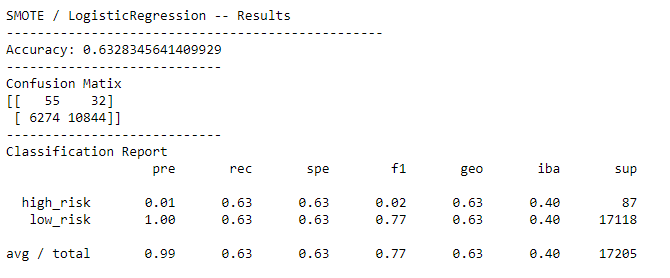 SMOTE / LogisticRegression -- Results
-------------------------------------------------
Accuracy: 0.6328345641409929
----------------------------
Confusion Matix
[[   55    32]
 [ 6274 10844]]
----------------------------
Classification Report
                   pre       rec       spe        f1       geo       iba       sup

  high_risk       0.01      0.63      0.63      0.02      0.63      0.40        87
   low_risk       1.00      0.63      0.63      0.77      0.63      0.40     17118

avg / total       0.99      0.63      0.63      0.77      0.63      0.40     17205